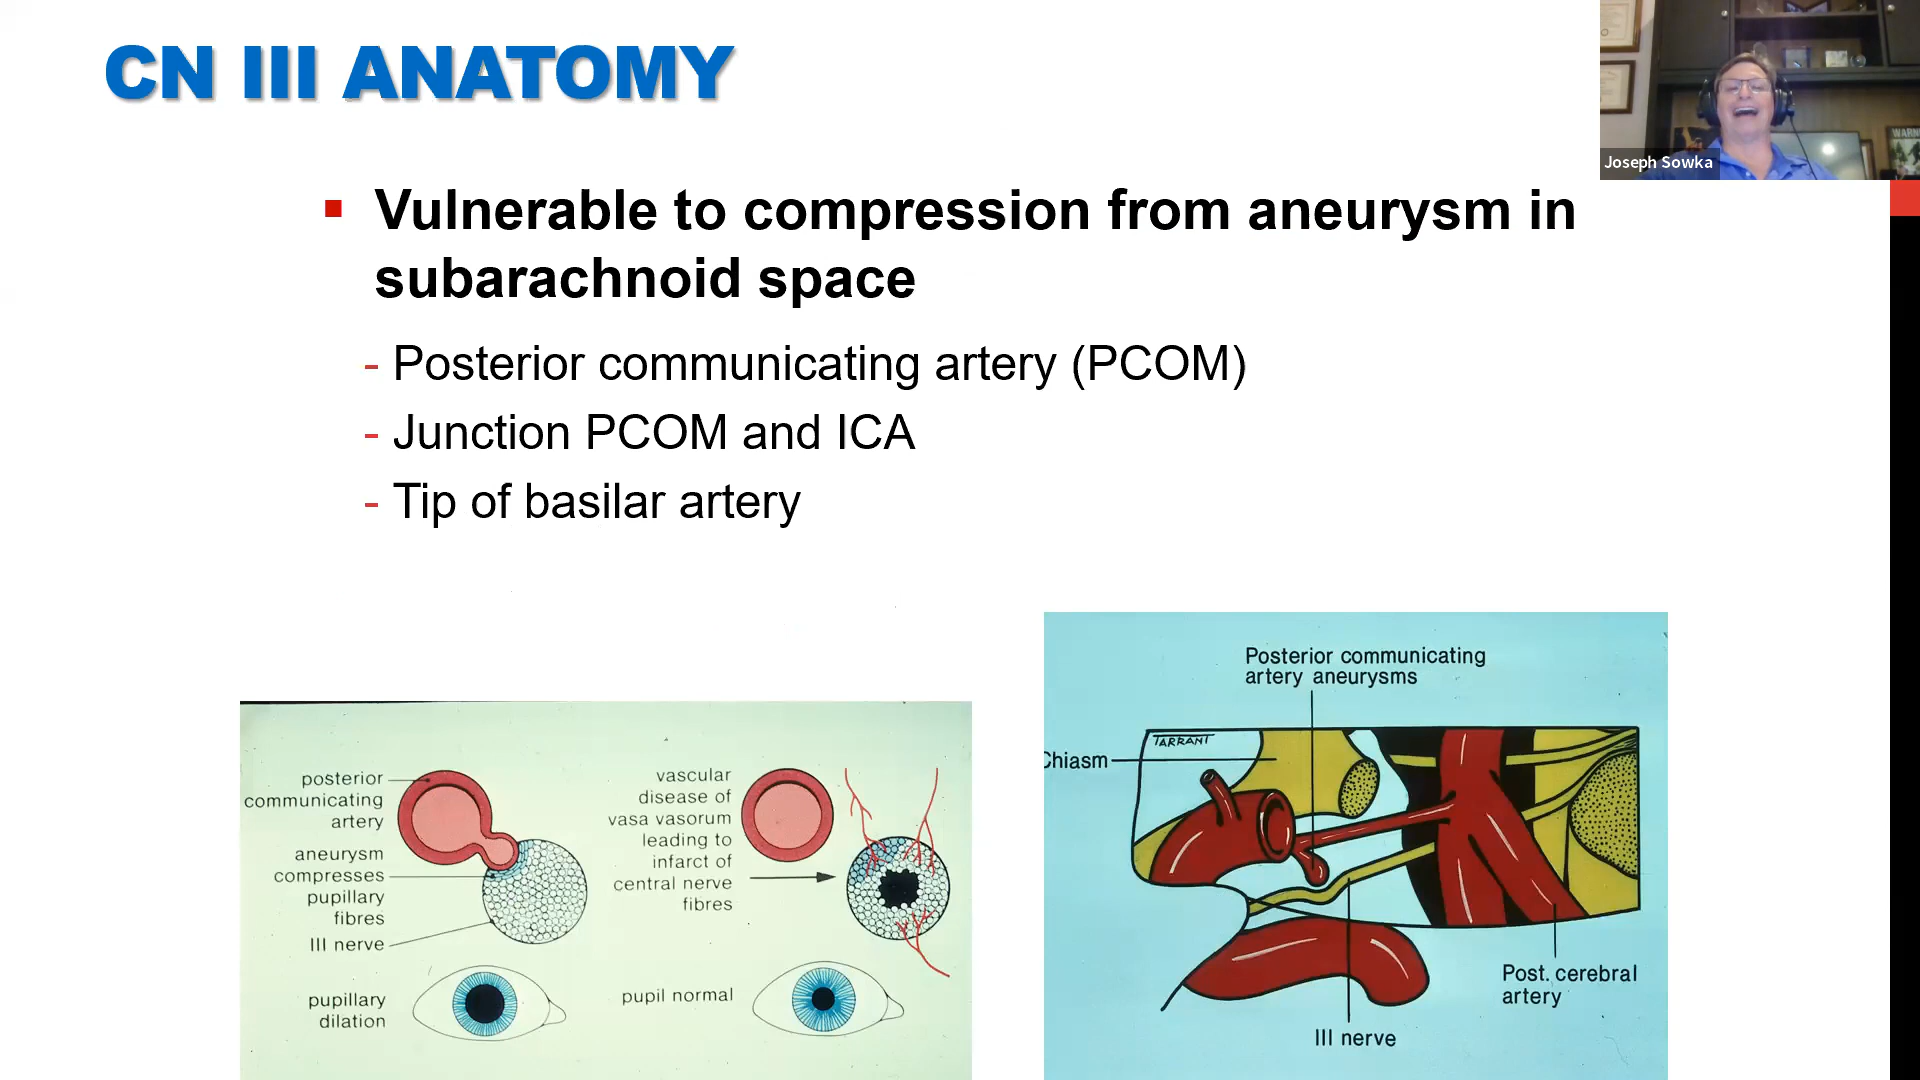 CN III ANATOMY
Joseph Sowka
WARN
Vulnerable to compression from aneurysm in
subarachnoid space
- Posterior communicating artery (PCOM)
- Junction PCOM and ICA
- Tip of basilar artery
posterior
communicating
artery
aneurysm
compresses
pupillary
fibres
III nerve
pupillary
dilation
vascular
disease of
vasa vasorum
leading to
infarct of
central nerve
fibres
pupil normal
Posterior communicating
artery aneurysms
TARRANT
Chiasm
Post. cerebral
artery
III nerve